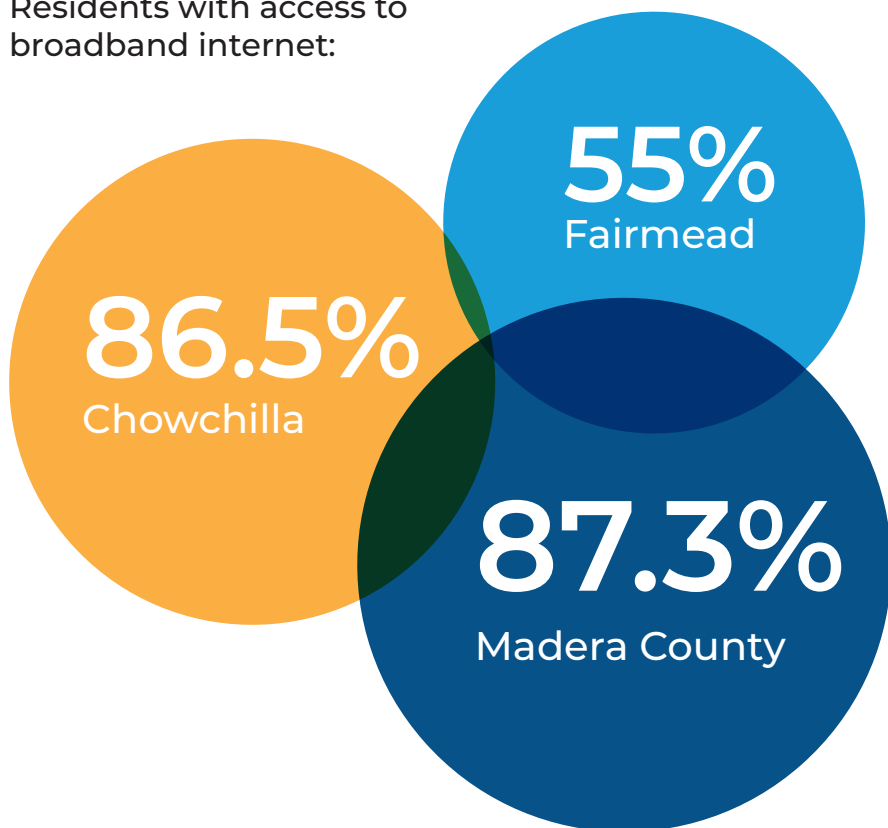 Residents with access to
broadband internet:
55%
Fairmead
86.5%
Chowchilla
87.3%
Madera County